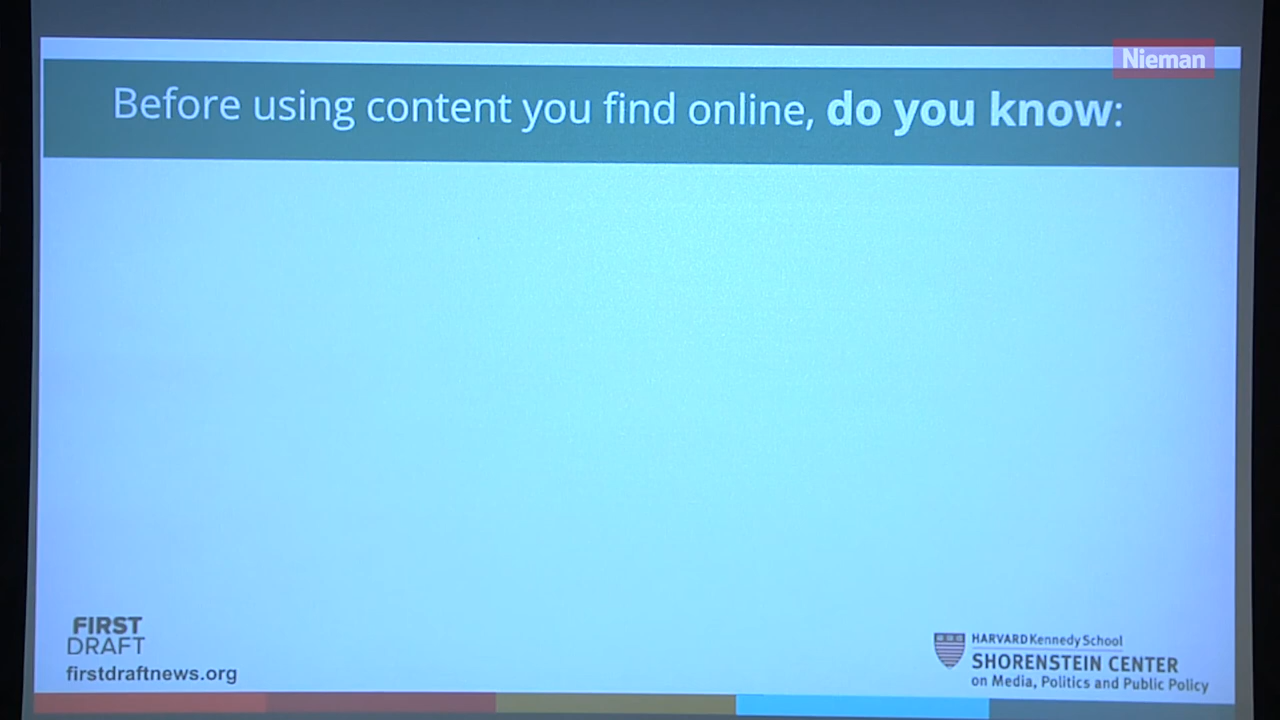 Nieman
Before using content you find online, do you know:
FIRST
DRAFT
firstdraftnews.org
HARVARD Kennedy School
SHORENSTEIN CENTER
on Media, Politics and Public Policy